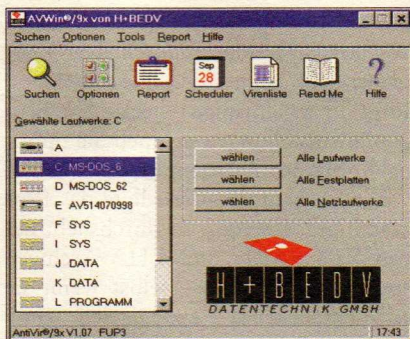 AVWin®/9x von H+BEDV
Suchen Optionen Tools Report Hilfe
Sep
28
Suchen Optionen Report Scheduler Virenliste Read Me Hilfe
Gewählte Laufwerke: C
A
C MS-DOS_6
D MS-DOS_62
E AV514070998
F SYS
I SYS
J DATA
K DATA
L PROGRAMM
wählen Alle Laufwerke
wählen Alle Festplatten
wählen Alle Netzlaufwerke
H+BEDV
DATENTECHNIK GMBH
AntiVir®/9x V1.07 FUP3 17:43